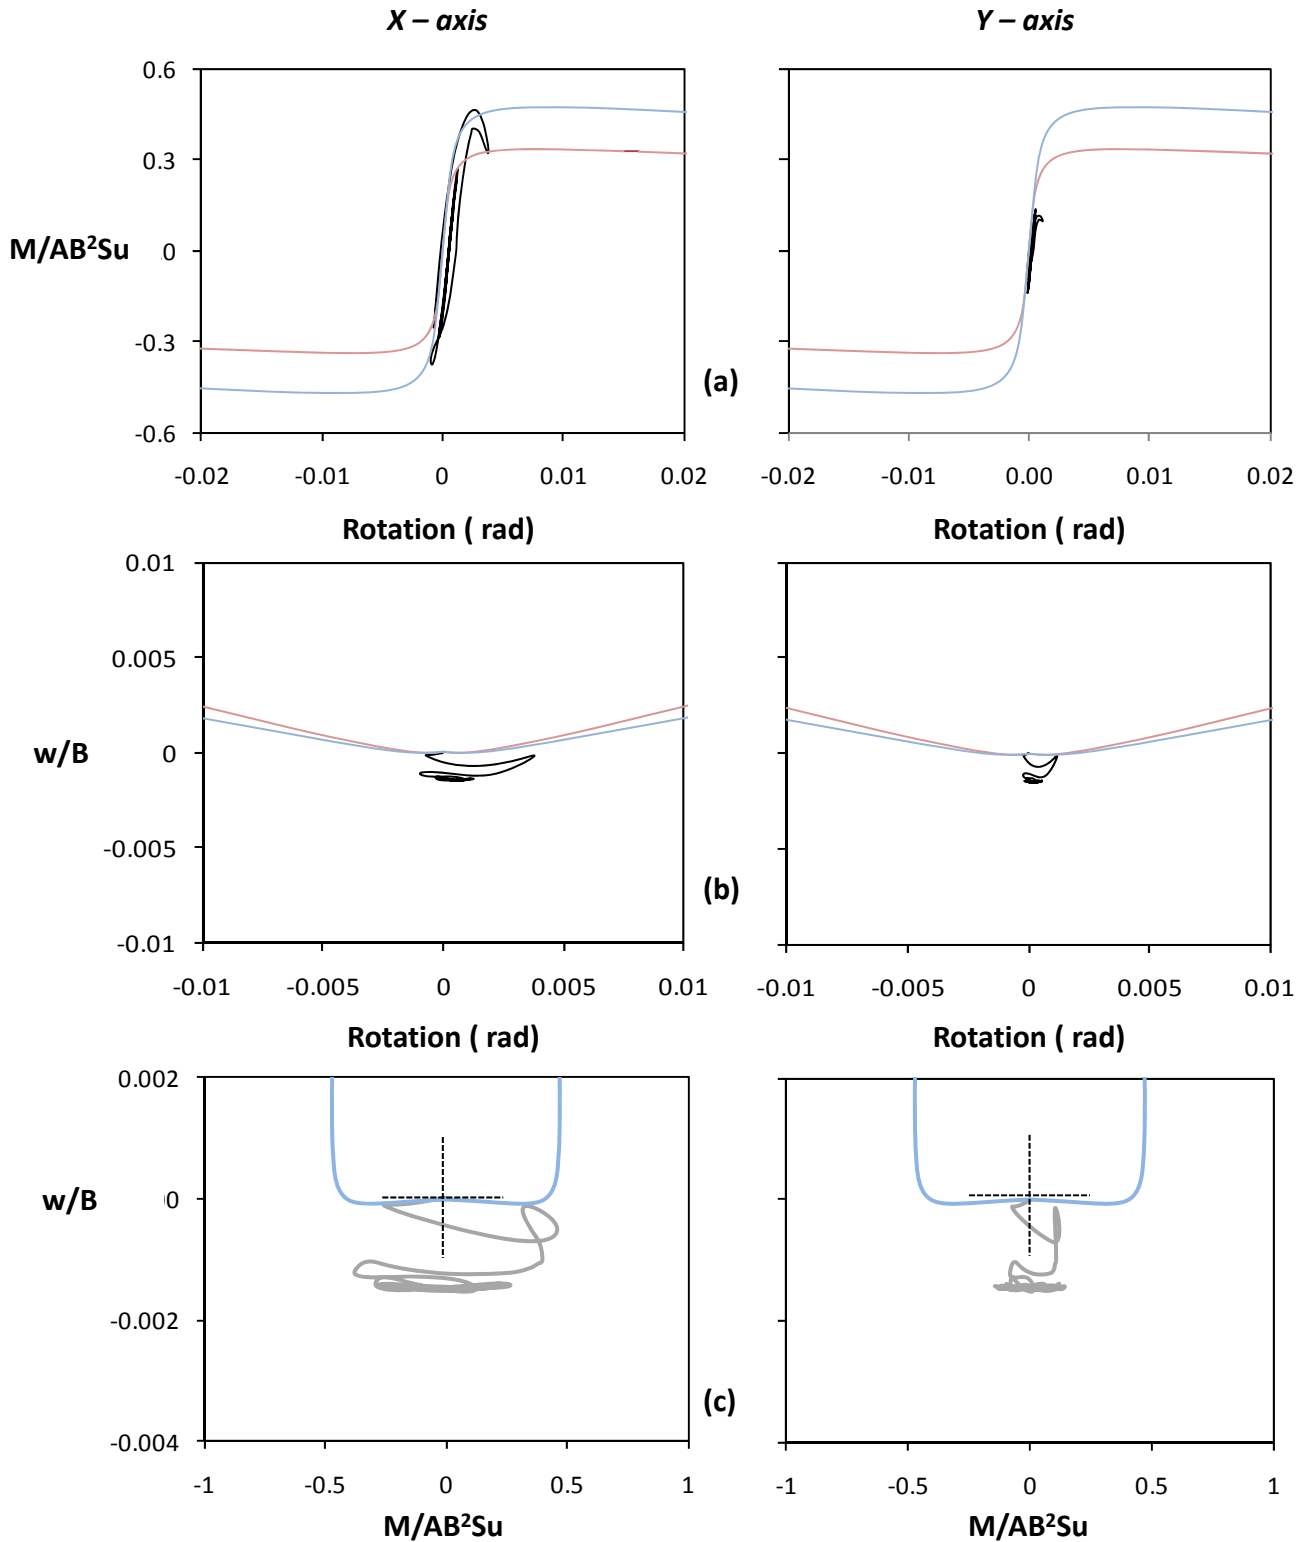 X – axis Y – axis
0.6
0.3
M/AB²Su 0
-0.3
(a)
-0.6
-0.02 -0.01 0 0.01 0.02 -0.02 -0.01 0.00 0.01 0.02
Rotation ( rad) Rotation ( rad)
0.01
0.005
w/B 0
-0.005
(b)
-0.01
-0.01 -0.005 0 0.005 0.01 -0.01 -0.005 0 0.005 0.01
Rotation ( rad) Rotation ( rad)
0.002
w/B 0
-0.002
(c)
-0.004
-1 -0.5 0 0.5 1 -1 -0.5 0 0.5 1
M/AB²Su M/AB²Su